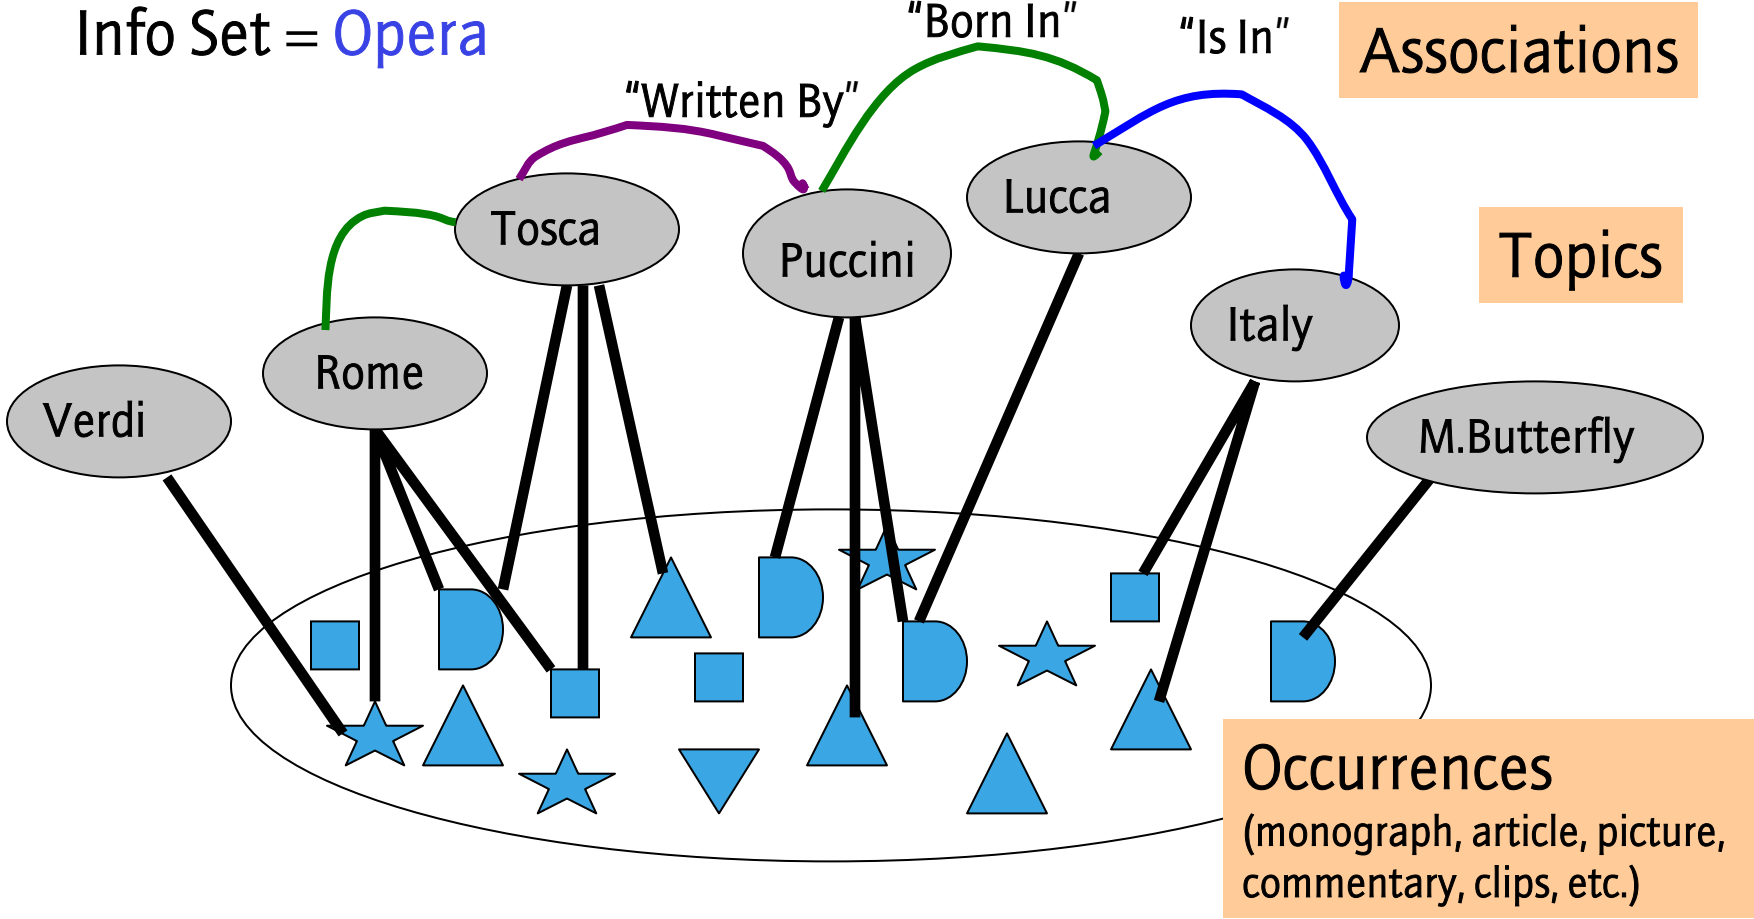 Info Set = Opera
“Born In”
“Is In”
Associations
“Written By”
Lucca
Tosca
Puccini
Topics
Italy
Rome
Verdi
M.Butterfly
Occurrences
(monograph, article, picture,
commentary, clips, etc.)